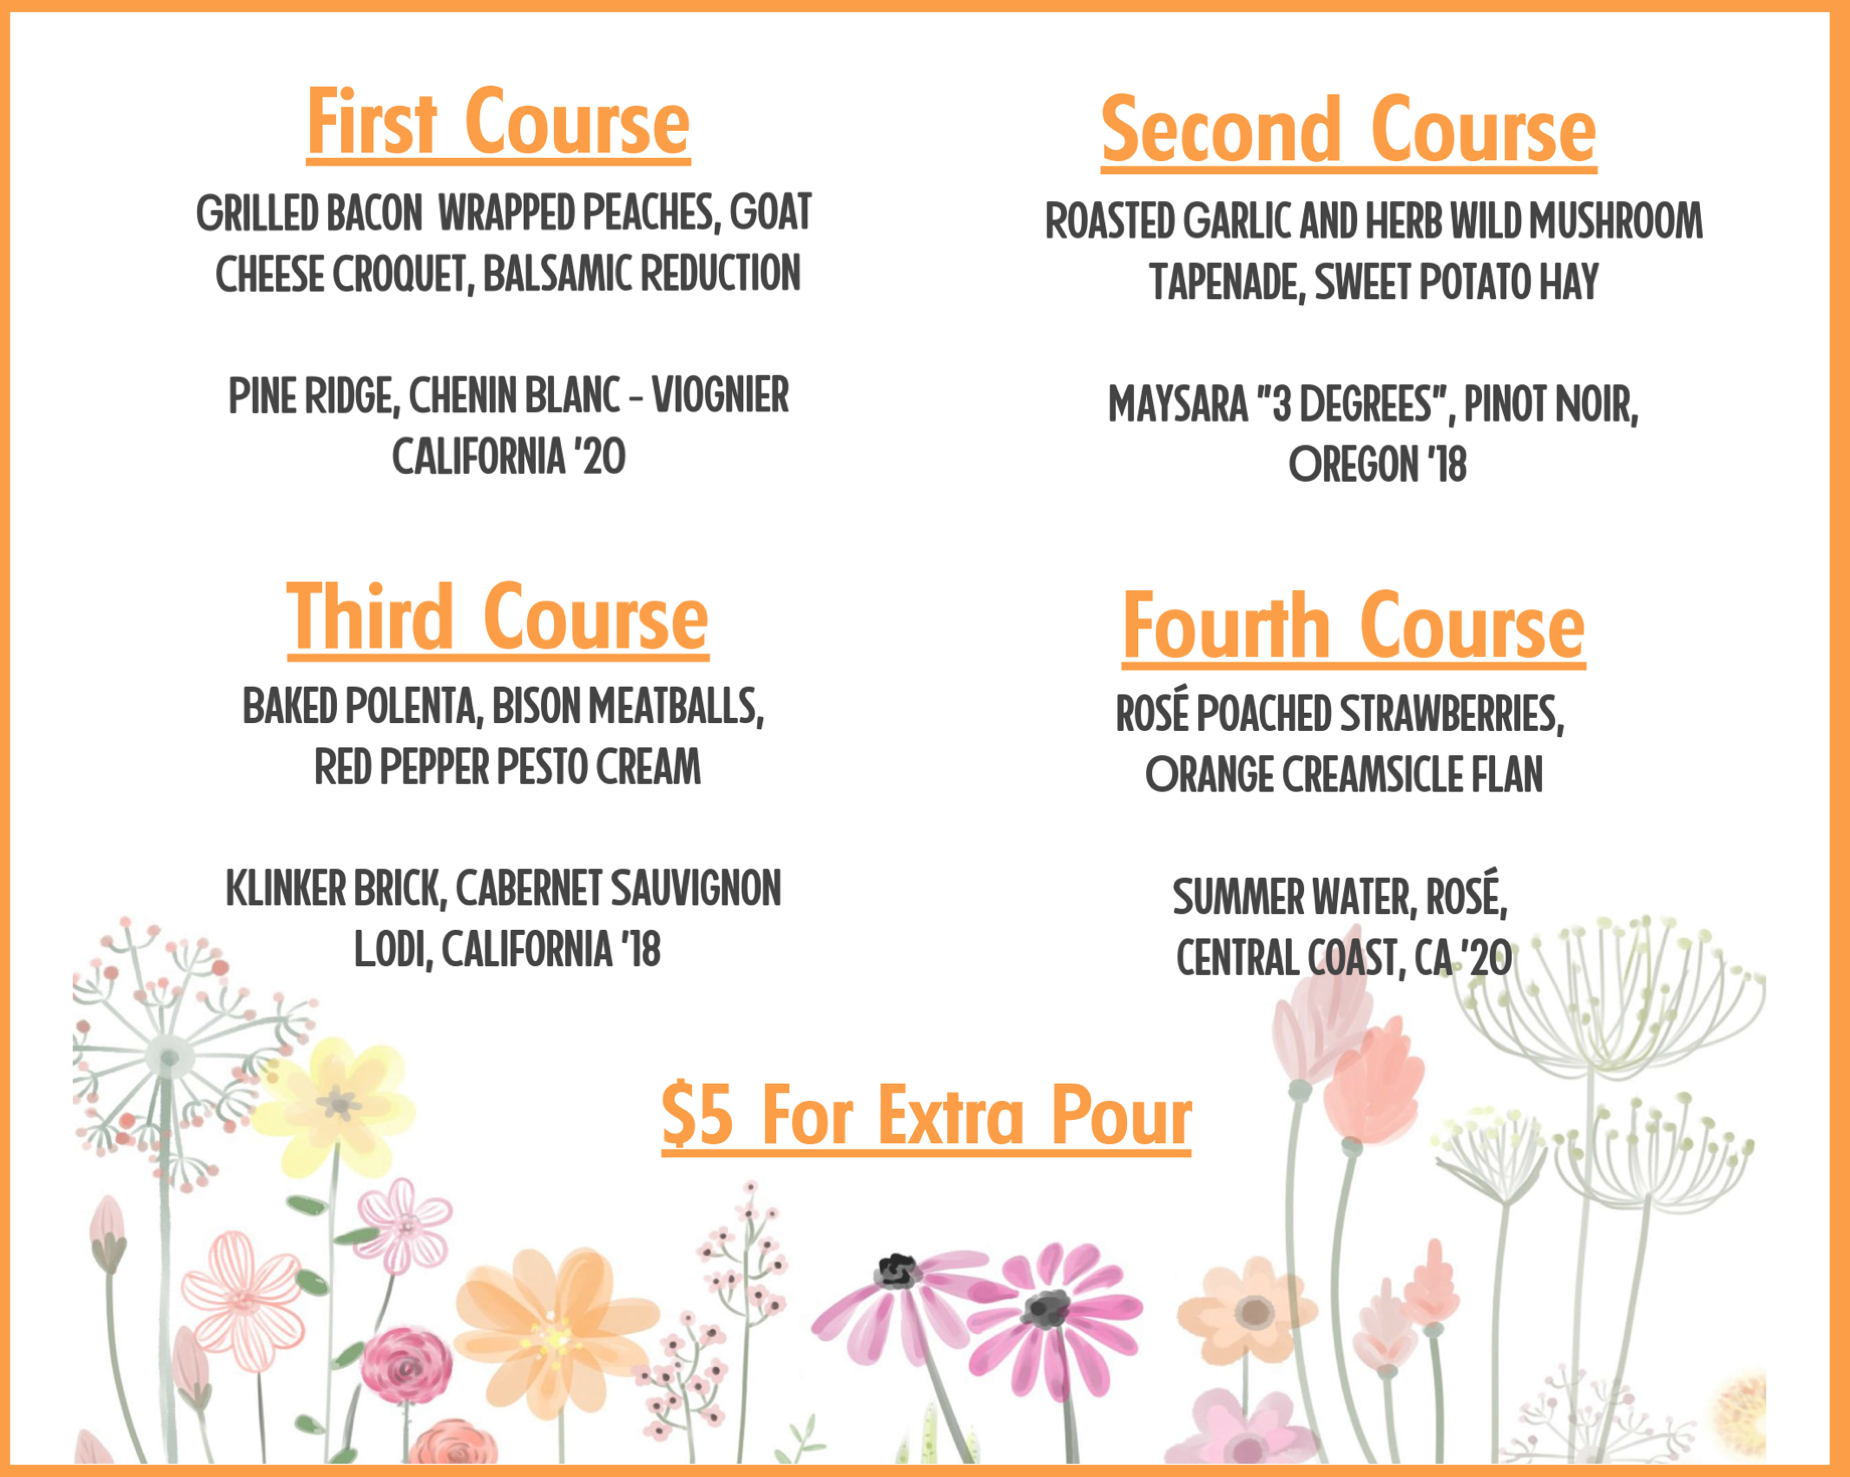 First Course
GRILLED BACON WRAPPED PEACHES, GOAT
CHEESE CROQUET, BALSAMIC REDUCTION
PINE RIDGE, CHENIN BLANC - VIOGNIER
CALIFORNIA '20
Second Course
ROASTED GARLIC AND HERB WILD MUSHROOM
TAPENADE, SWEET POTATO HAY
MAYSARA "3 DEGREES", PINOT NOIR,
OREGON '18
Third Course
BAKED POLENTA, BISON MEATBALLS,
RED PEPPER PESTO CREAM
KLINKER BRICK, CABERNET SAUVIGNON
LODI, CALIFORNIA '18
Fourth Course
ROSÉ POACHED STRAWBERRIES,
ORANGE CREAMSICLE FLAN
SUMMER WATER, ROSÉ,
CENTRAL COAST, CA '20
$5 For Extra Pour